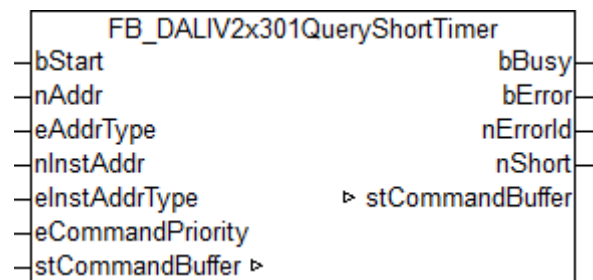 FB_DALIV2x301QueryShortTimer
bStart bBusy
nAddr bError
eAddrType nErrorId
nInstAddr nShort
eInstAddrType ▹ stCommandBuffer
eCommandPriority
stCommandBuffer ▹